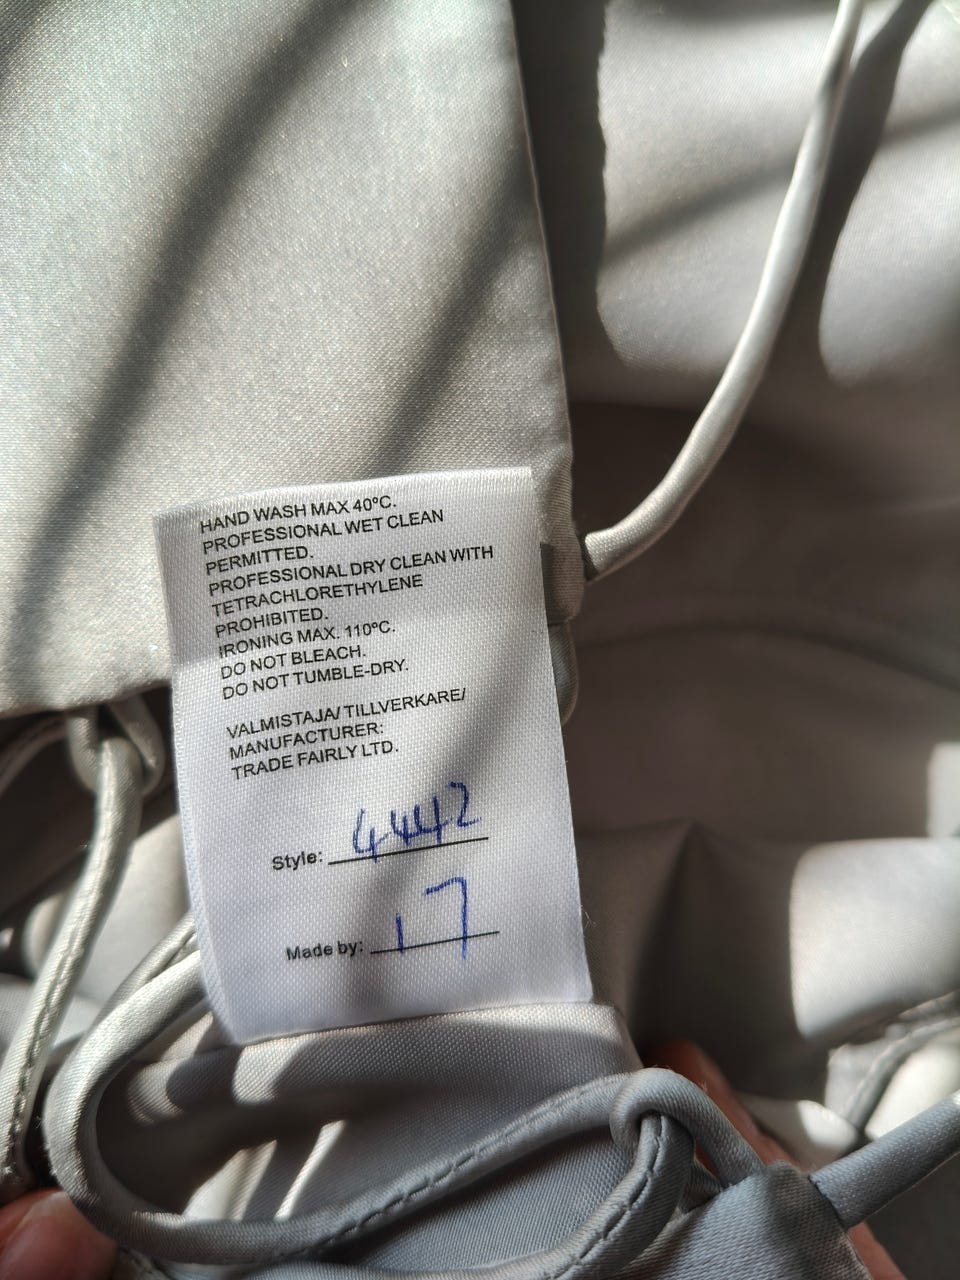 HAND WASH MAX 40°C.
PROFESSIONAL WET CLEAN
PERMITTED.
PROFESSIONAL DRY CLEAN WITH
TETRACHLORETHYLENE
PROHIBITED.
IRONING MAX. 110°C.
DO NOT BLEACH.
DO NOT TUMBLE-DRY.
VALMISTAJA/ TILLVERKARE/
MANUFACTURER:
TRADE FAIRLY LTD.
Style: 4442
Made by: 17